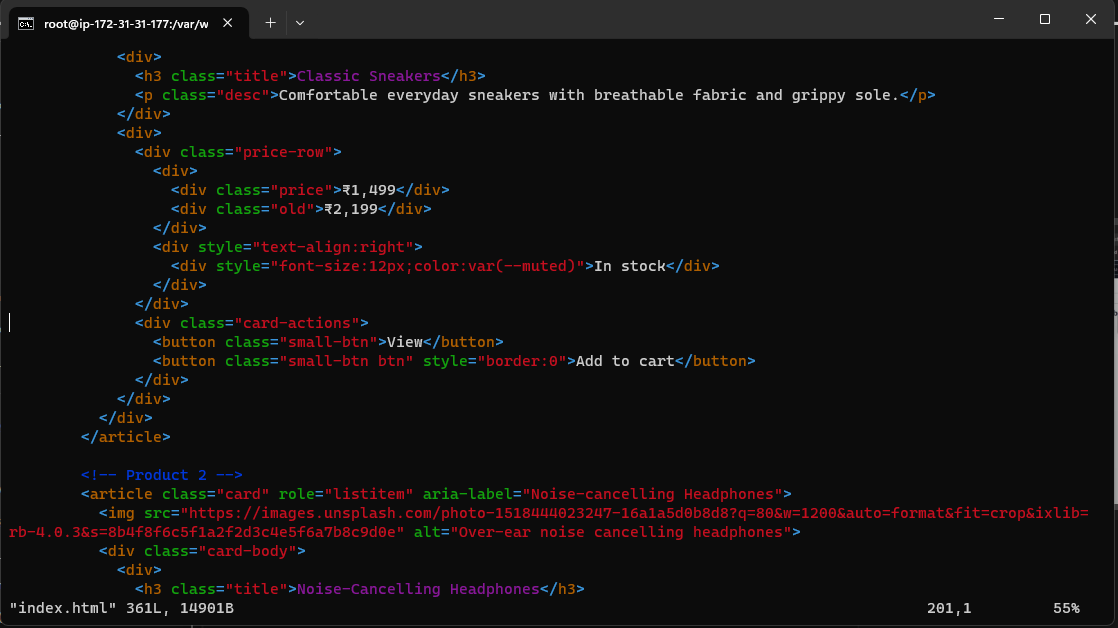 root@ip-172-31-31-177:/var/w
<div>
<h3 class="title">Classic Sneakers</h3>
<p class="desc">Comfortable everyday sneakers with breathable fabric and grippy sole.</p>
</div>
<div>
<div class="price-row">
<div>
<div class="price">₹1,499</div>
<div class="old">₹2,199</div>
</div>
<div style="text-align:right">
<div style="font-size:12px;color:var(--muted)">In stock</div>
</div>
</div>
<div class="card-actions">
<button class="small-btn">View</button>
<button class="small-btn btn" style="border:0">Add to cart</button>
</div>
</div>
</div>
</article>
<!-- Product 2 -->
<article class="card" role="listitem" aria-label="Noise-cancelling Headphones">
<img src="https://images.unsplash.com/photo-1518444023247-16a1a5d0b8d8?q=80&w=1200&auto=format&fit=crop&ixlib=
rb-4.0.3&s=8b4f8f6c5f1a2f2d3c4e5f6a7b8c9d0e" alt="Over-ear noise cancelling headphones">
<div class="card-body">
<div>
<h3 class="title">Noise-Cancelling Headphones</h3>
"index.html" 361L, 14901B 201,1 55%